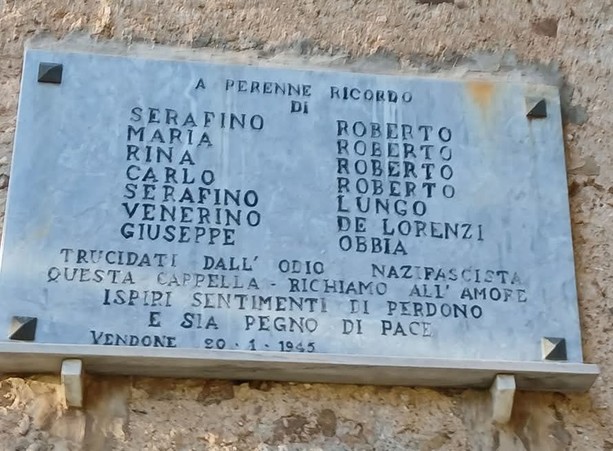 A PERENNE RICORDO
DI
SERAFINO ROBERTO
MARIA ROBERTO
RINA ROBERTO
CARLO ROBERTO
SERAFINO LUNGO
VENERINO DE LORENZI
GIUSEPPE OBBIA
TRUCIDATI DALL' ODIO NAZIFASCISTA
QUESTA CAPPELLA - RICHIAMO ALL' AMORE
ISPIRI SENTIMENTI DI PERDONO
E SIA PEGNO DI PACE
VENDONE 20·1·1945